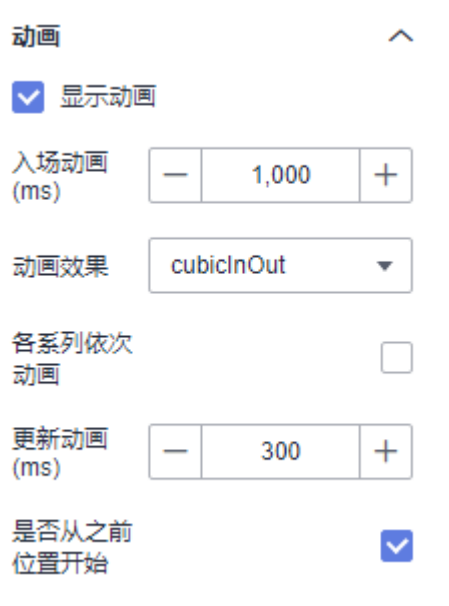 动画
显示动画
入场动画
(ms)
1,000
动画效果
cubicInOut
各系列依次
动画
更新动画
(ms)
300
是否从之前
位置开始